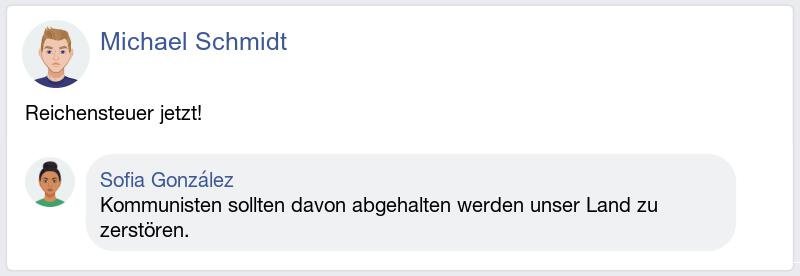 Michael Schmidt
Reichensteuer jetzt!
Sofia González
Kommunisten sollten davon abgehalten werden unser Land zu
zerstören.